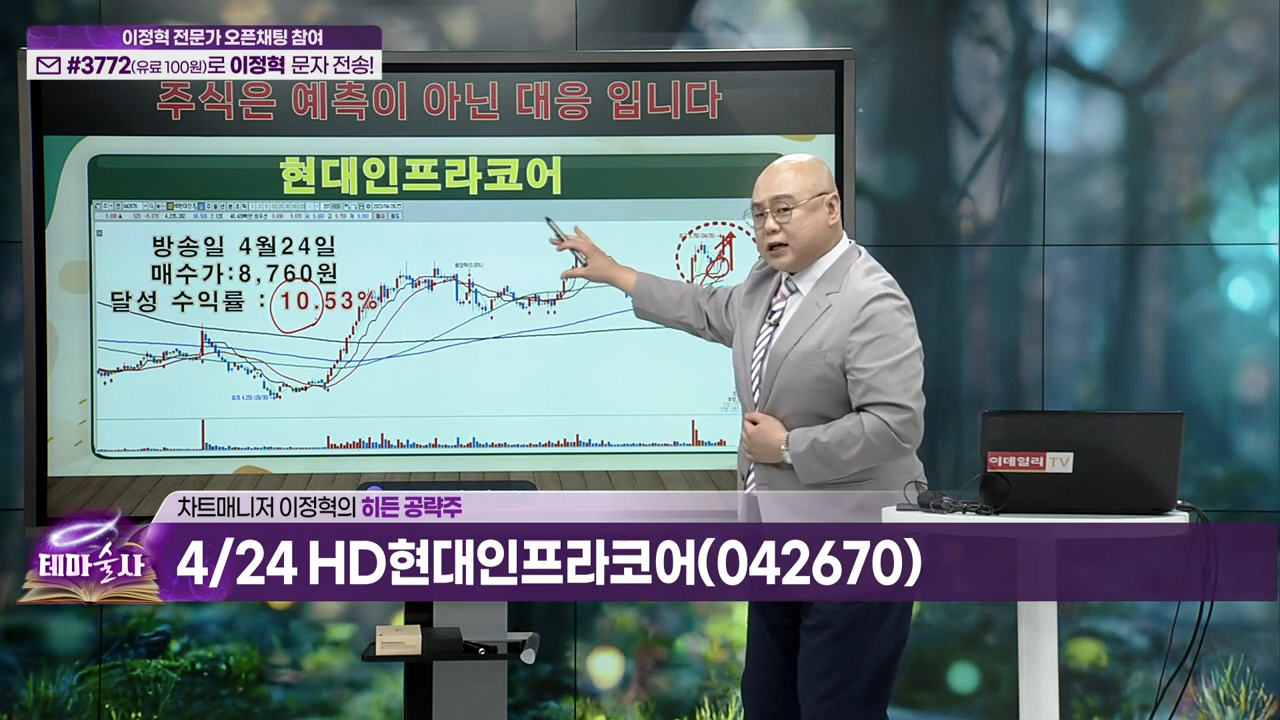 이정혁 전문가 오픈채팅 참여
#3772(유료 100원)로 이정혁 문자 전송!
주식은 예측이 아닌 대응 입니다
현대인프라코어
방송일 4월24일
매수가:8,760원
달성 수익률 : 10.53%
이데일리 TV
차트매니저 이정혁의 히든 공략주
테마술사
4/24 HD현대인프라코어(042670)